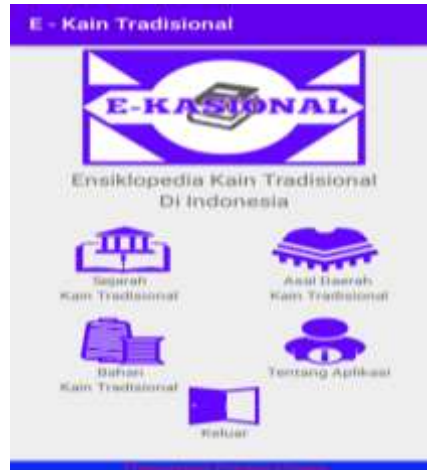 E - Kain Tradisional
E-KASIONAL
Ensiklopedia Kain Tradisional
Di Indonesia
Sejarah
Kain Tradisional
Asal Daerah
Kain Tradisional
Bahan
Kain Tradisional
Tentang Aplikasi
Keluar